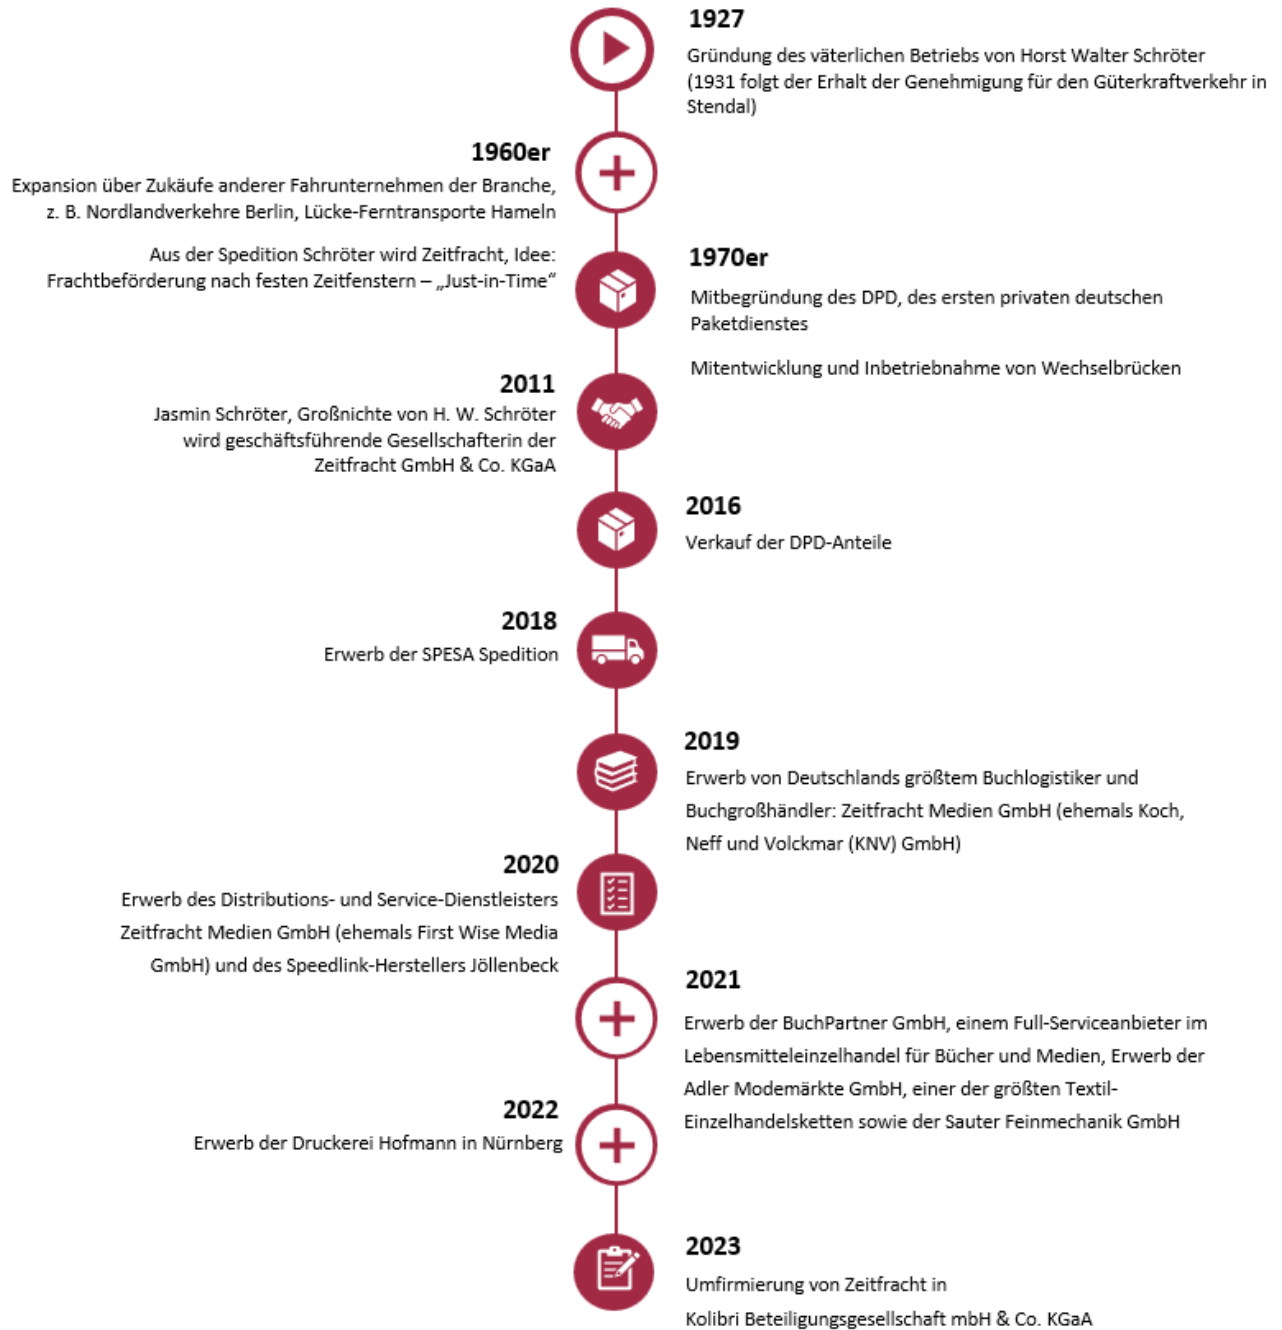 1927
Gründung des väterlichen Betriebs von Horst Walter Schröter
(1931 folgt der Erhalt der Genehmigung für den Güterkraftverkehr in
Stendal)
1960er
Expansion über Zukäufe anderer Fahrunternehmen der Branche,
z. B. Nordlandverkehre Berlin, Lücke-Ferntransporte Hameln
Aus der Spedition Schröter wird Zeitfracht, Idee:
Frachtbeförderung nach festen Zeitfenstern – „Just-in-Time“
1970er
Mitbegründung des DPD, des ersten privaten deutschen
Paketdienstes
Mitentwicklung und Inbetriebnahme von Wechselbrücken
2011
Jasmin Schröter, Großnichte von H. W. Schröter
wird geschäftsführende Gesellschafterin der
Zeitfracht GmbH & Co. KGaA
2016
Verkauf der DPD-Anteile
2018
Erwerb der SPESA Spedition
2019
Erwerb von Deutschlands größtem Buchlogistiker und
Buchgroßhändler: Zeitfracht Medien GmbH (ehemals Koch,
Neff und Volckmar (KNV) GmbH)
2020
Erwerb des Distributions- und Service-Dienstleisters
Zeitfracht Medien GmbH (ehemals First Wise Media
GmbH) und des Speedlink-Herstellers Jöllenbeck
2021
Erwerb der BuchPartner GmbH, einem Full-Serviceanbieter im
Lebensmitteleinzelhandel für Bücher und Medien, Erwerb der
Adler Modemärkte GmbH, einer der größten Textil-
Einzelhandelsketten sowie der Sauter Feinmechanik GmbH
2022
Erwerb der Druckerei Hofmann in Nürnberg
2023
Umfirmierung von Zeitfracht in
Kolibri Beteiligungsgesellschaft mbH & Co. KGaA